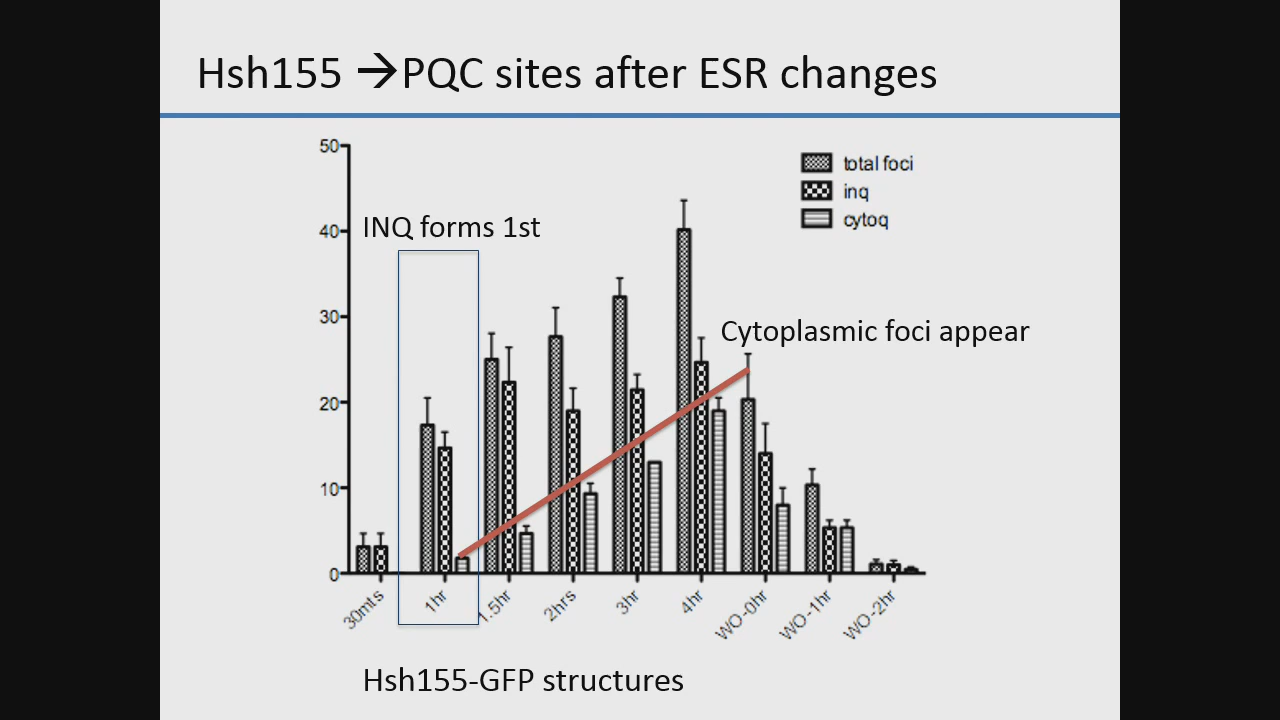 Hsh155 →PQC sites after ESR changes
50
total foci
inq
cytoq
INQ forms 1st
40
30
Cytoplasmic foci appear
20
10
0
30mts
1hr
1.5hr
2hrs
3hr
4hr
WO-0hr
WO-1hr
WO-2hr
Hsh155-GFP structures